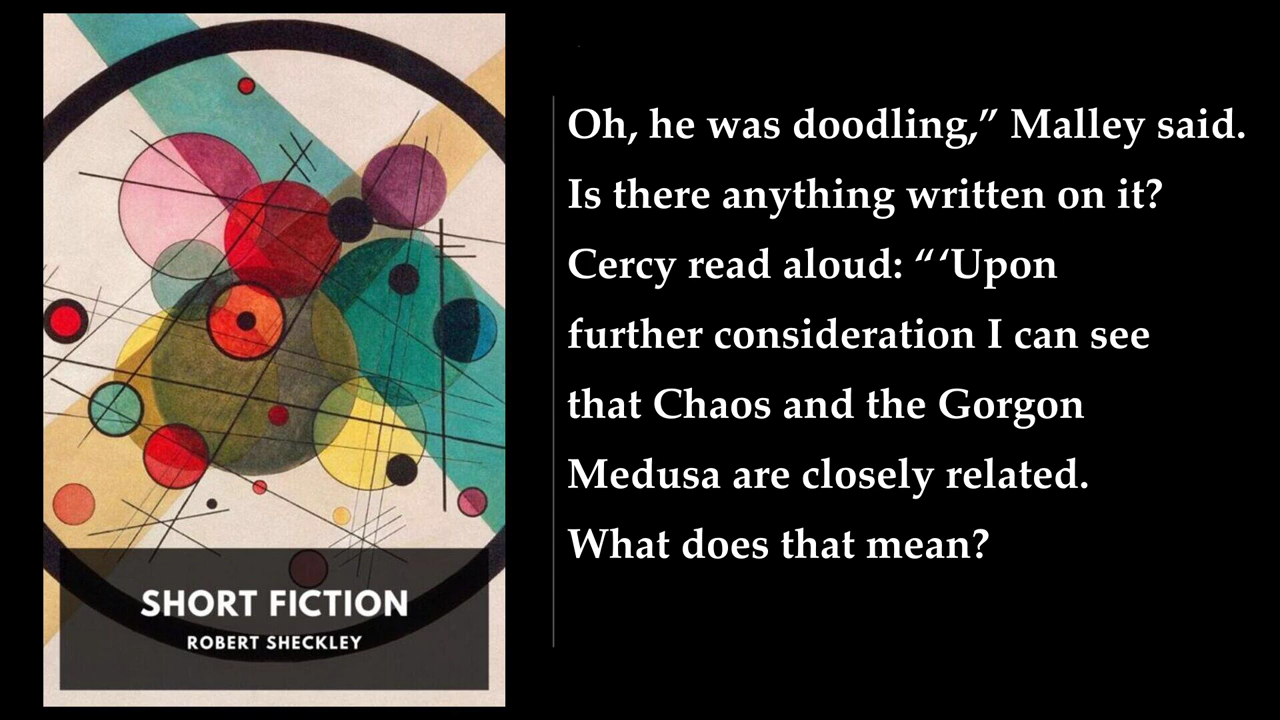 SHORT FICTION
ROBERT SHECKLEY
Oh, he was doodling,” Malley said.
Is there anything written on it?
Cercy read aloud: “ ‘Upon
further consideration I can see
that Chaos and the Gorgon
Medusa are closely related.
What does that mean?